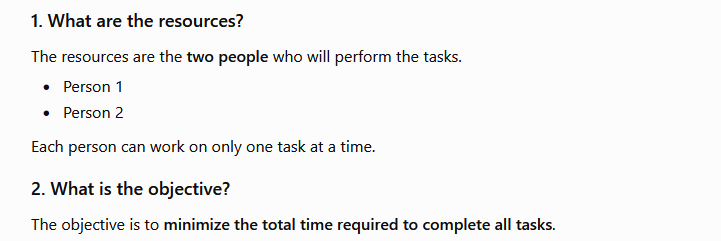 1. What are the resources?
The resources are the two people who will perform the tasks.
• Person 1
• Person 2
Each person can work on only one task at a time.
2. What is the objective?
The objective is to minimize the total time required to complete all tasks.